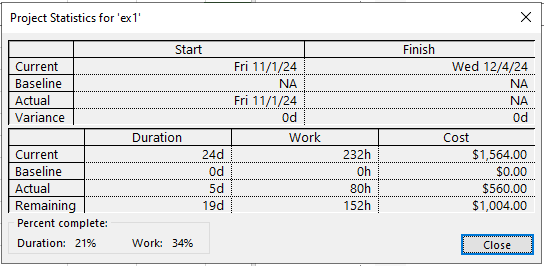 Project Statistics for 'ex1'
Start Finish
Current Fri 11/1/24 Wed 12/4/24
Baseline NA NA
Actual Fri 11/1/24 NA
Variance 0d 0d
Duration Work Cost
Current 24d 232h $1,564.00
Baseline 0d 0h $0.00
Actual 5d 80h $560.00
Remaining 19d 152h $1,004.00
Percent complete:
Duration: 21% Work: 34%
Close